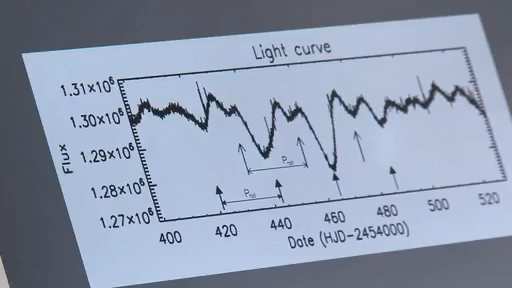 Light curve
1.31×10⁶
1.30×10⁶
1.29×10⁶
1.28×10⁶
1.27×10⁶
Flux
P
P
400 420 440 460 480 500 520
Date (HJD-2454000)